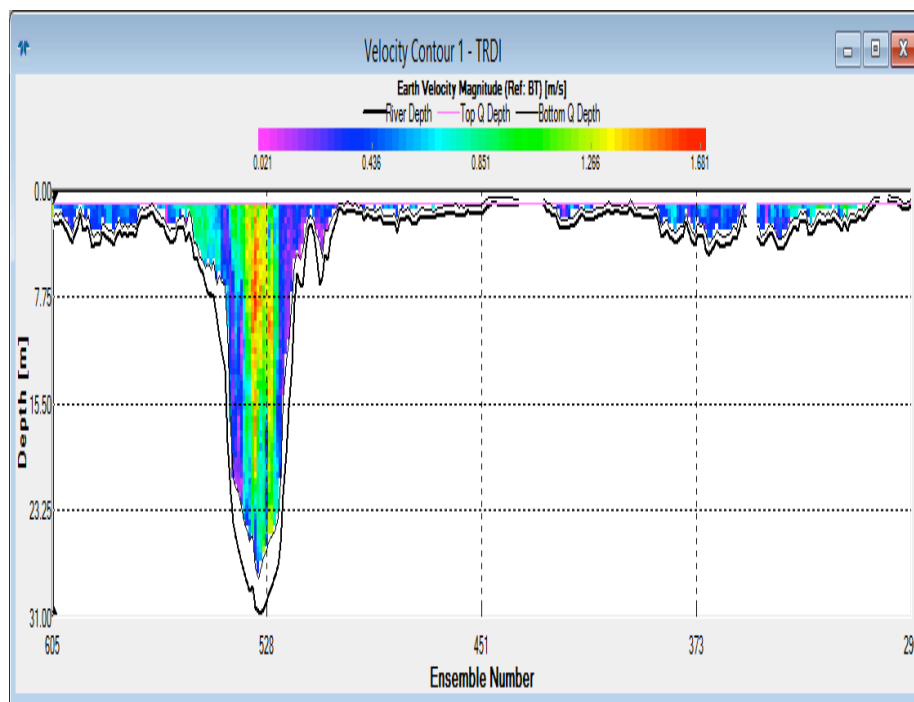 Velocity Contour 1 - TRDI
Earth Velocity Magnitude (Ref: BT) [m/s]
River Depth Top Q Depth Bottom Q Depth
0.021 0.436 0.851 1.266 1.681
0.00
7.75
15.50
23.25
31.00
Depth [m]
605 528 451 373 29
Ensemble Number